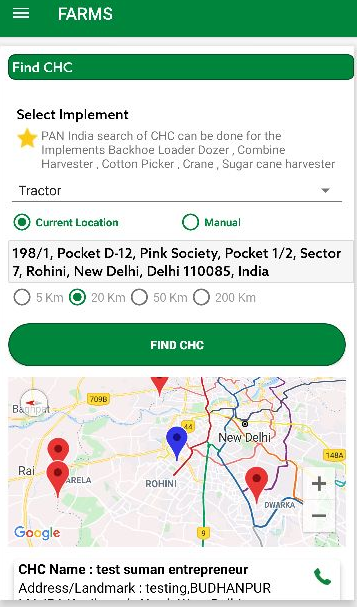 FARMS
Find CHC
Select Implement
PAN India search of CHC can be done for the
Implements Backhoe Loader Dozer , Combine
Harvester , Cotton Picker , Crane , Sugar cane harvester
Tractor
Current Location
Manual
198/1, Pocket D-12, Pink Society, Pocket 1/2, Sector
7, Rohini, New Delhi, Delhi 110085, India
5 Km
20 Km
50 Km
200 Km
FIND CHC
709B
44
New Delhi
148A
Rai
ARELA
ROHINI
DWARKA
+
−
9
Google
CHC Name : test suman entrepreneur
Address/Landmark : testing,BUDHANPUR